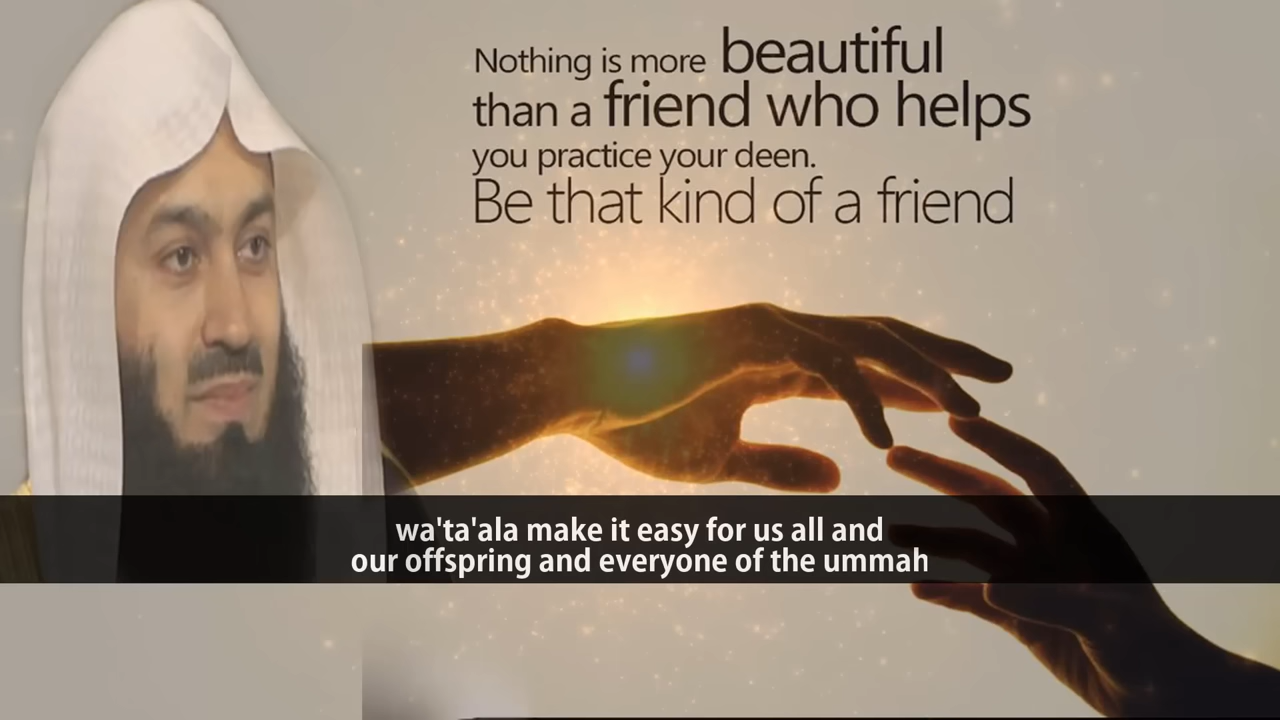 Nothing is more beautiful
than a friend who helps
you practice your deen.
Be that kind of a friend
wa'ta'ala make it easy for us all and
our offspring and everyone of the ummah